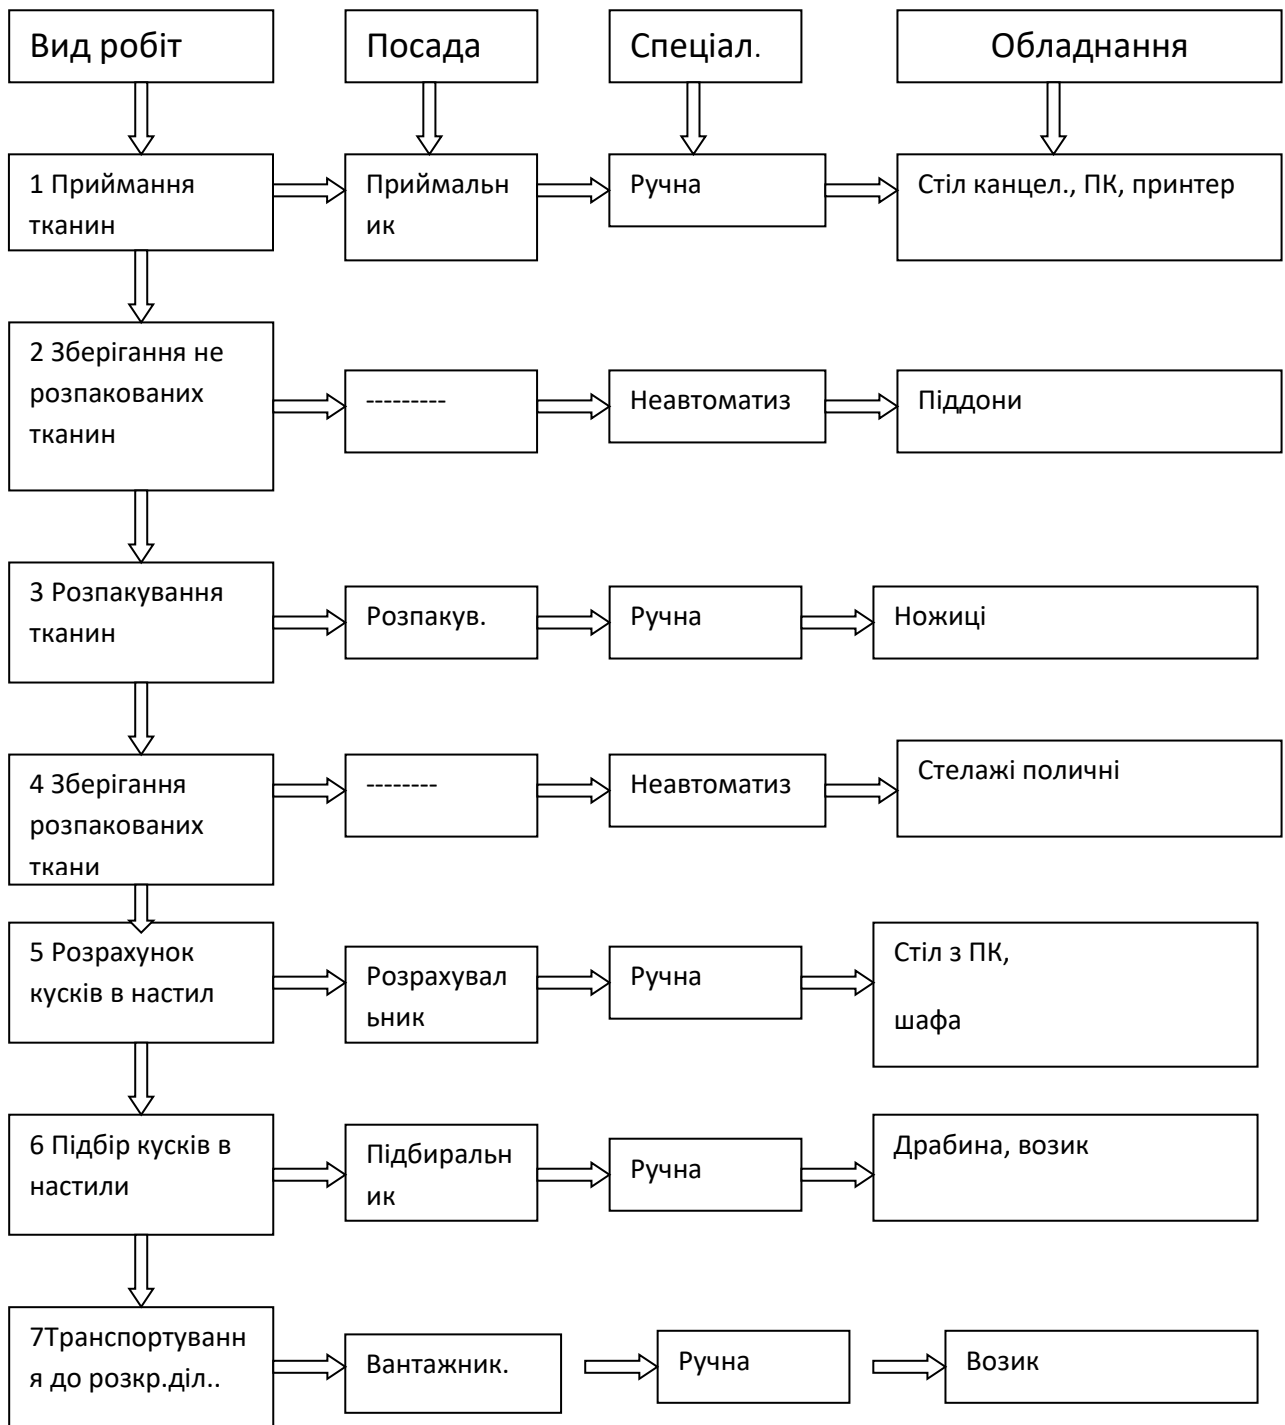 Вид робіт
Посада
Спеціал.
Обладнання
1 Приймання
тканин
Приймальн
ик
Ручна
Стіл канцел., ПК, принтер
2 Зберігання не
розпакованих
тканин
---------
Неавтоматиз
Піддони
3 Розпакування
тканин
Розпакув.
Ручна
Ножиці
4 Зберігання
розпакованих
ткани
--------
Неавтоматиз
Стелажі поличні
5 Розрахунок
кусків в настил
Розрахувал
ьник
Ручна
Стіл з ПК,
шафа
6 Підбір кусків в
настили
Підбиральн
ик
Ручна
Драбина, возик
7Транспортуванн
я до розкр.діл..
Вантажник.
Ручна
Возик